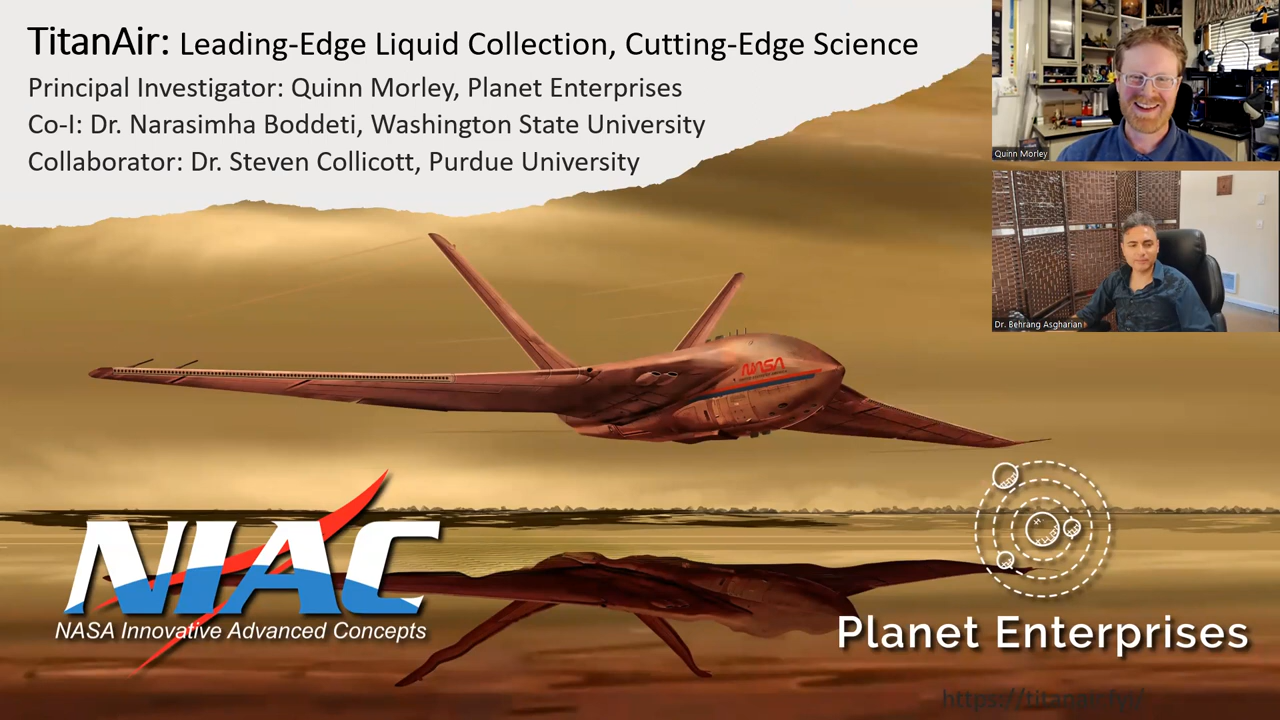 TitanAir: Leading-Edge Liquid Collection, Cutting-Edge Science
Principal Investigator: Quinn Morley, Planet Enterprises
Co-I: Dr. Narasimha Boddeti, Washington State University
Collaborator: Dr. Steven Collicott, Purdue University
Quinn Morley
Dr. Behrang Asgharian
NASA
NIAC
NASA Innovative Advanced Concepts
Planet Enterprises